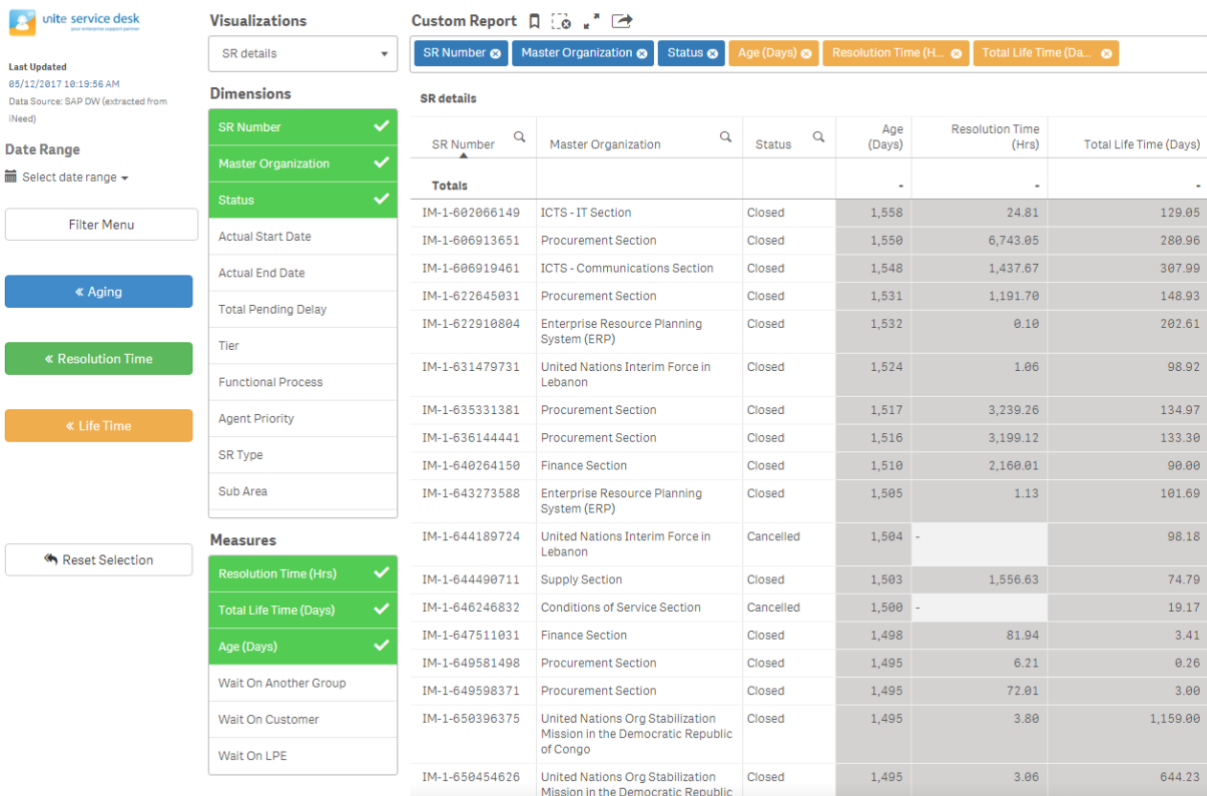 unite service desk
your enterprise support partner
Last Updated
05/12/2017 10:19:56 AM
Data Source: SAP DW (extracted from
iNeed)
Date Range
Select date range
Filter Menu
« Aging
« Resolution Time
« Life Time
Reset Selection
Visualizations
SR details
Dimensions
SR Number
Master Organization
Status
Actual Start Date
Actual End Date
Total Pending Delay
Tier
Functional Process
Agent Priority
SR Type
Sub Area
Measures
Resolution Time (Hrs)
Total Life Time (Days)
Age (Days)
Wait On Another Group
Wait On Customer
Wait On LPE
Custom Report
SR Number Master Organization Status Age (Days) Resolution Time (H... Total Life Time (Da...
SR details
SR Number Master Organization Status Age (Days) Resolution Time (Hrs) Total Life Time (Days)
Totals - - -
IM-1-602066149 ICTS - IT Section Closed 1,558 24.81 129.05
IM-1-606913651 Procurement Section Closed 1,550 6,743.05 280.96
IM-1-606919461 ICTS - Communications Section Closed 1,548 1,437.67 307.99
IM-1-622645031 Procurement Section Closed 1,531 1,191.70 148.93
IM-1-622910804 Enterprise Resource Planning Closed 1,532 0.10 202.61
System (ERP)
IM-1-631479731 United Nations Interim Force in Closed 1,524 1.06 98.92
Lebanon
IM-1-635331381 Procurement Section Closed 1,517 3,239.26 134.97
IM-1-636144441 Procurement Section Closed 1,516 3,199.12 133.30
IM-1-640264150 Finance Section Closed 1,510 2,160.01 90.00
IM-1-643273588 Enterprise Resource Planning Closed 1,505 1.13 101.69
System (ERP)
IM-1-644189724 United Nations Interim Force in Cancelled 1,504 - 98.18
Lebanon
IM-1-644490711 Supply Section Closed 1,503 1,556.63 74.79
IM-1-646246832 Conditions of Service Section Cancelled 1,500 - 19.17
IM-1-647511031 Finance Section Closed 1,498 81.94 3.41
IM-1-649581498 Procurement Section Closed 1,495 6.21 0.26
IM-1-649598371 Procurement Section Closed 1,495 72.01 3.00
IM-1-650396375 United Nations Org Stabilization Closed 1,495 3.80 1,159.00
Mission in the Democratic Republic
of Congo
IM-1-650454626 United Nations Org Stabilization Closed 1,495 3.06 644.23
Mission in the Democratic Republic